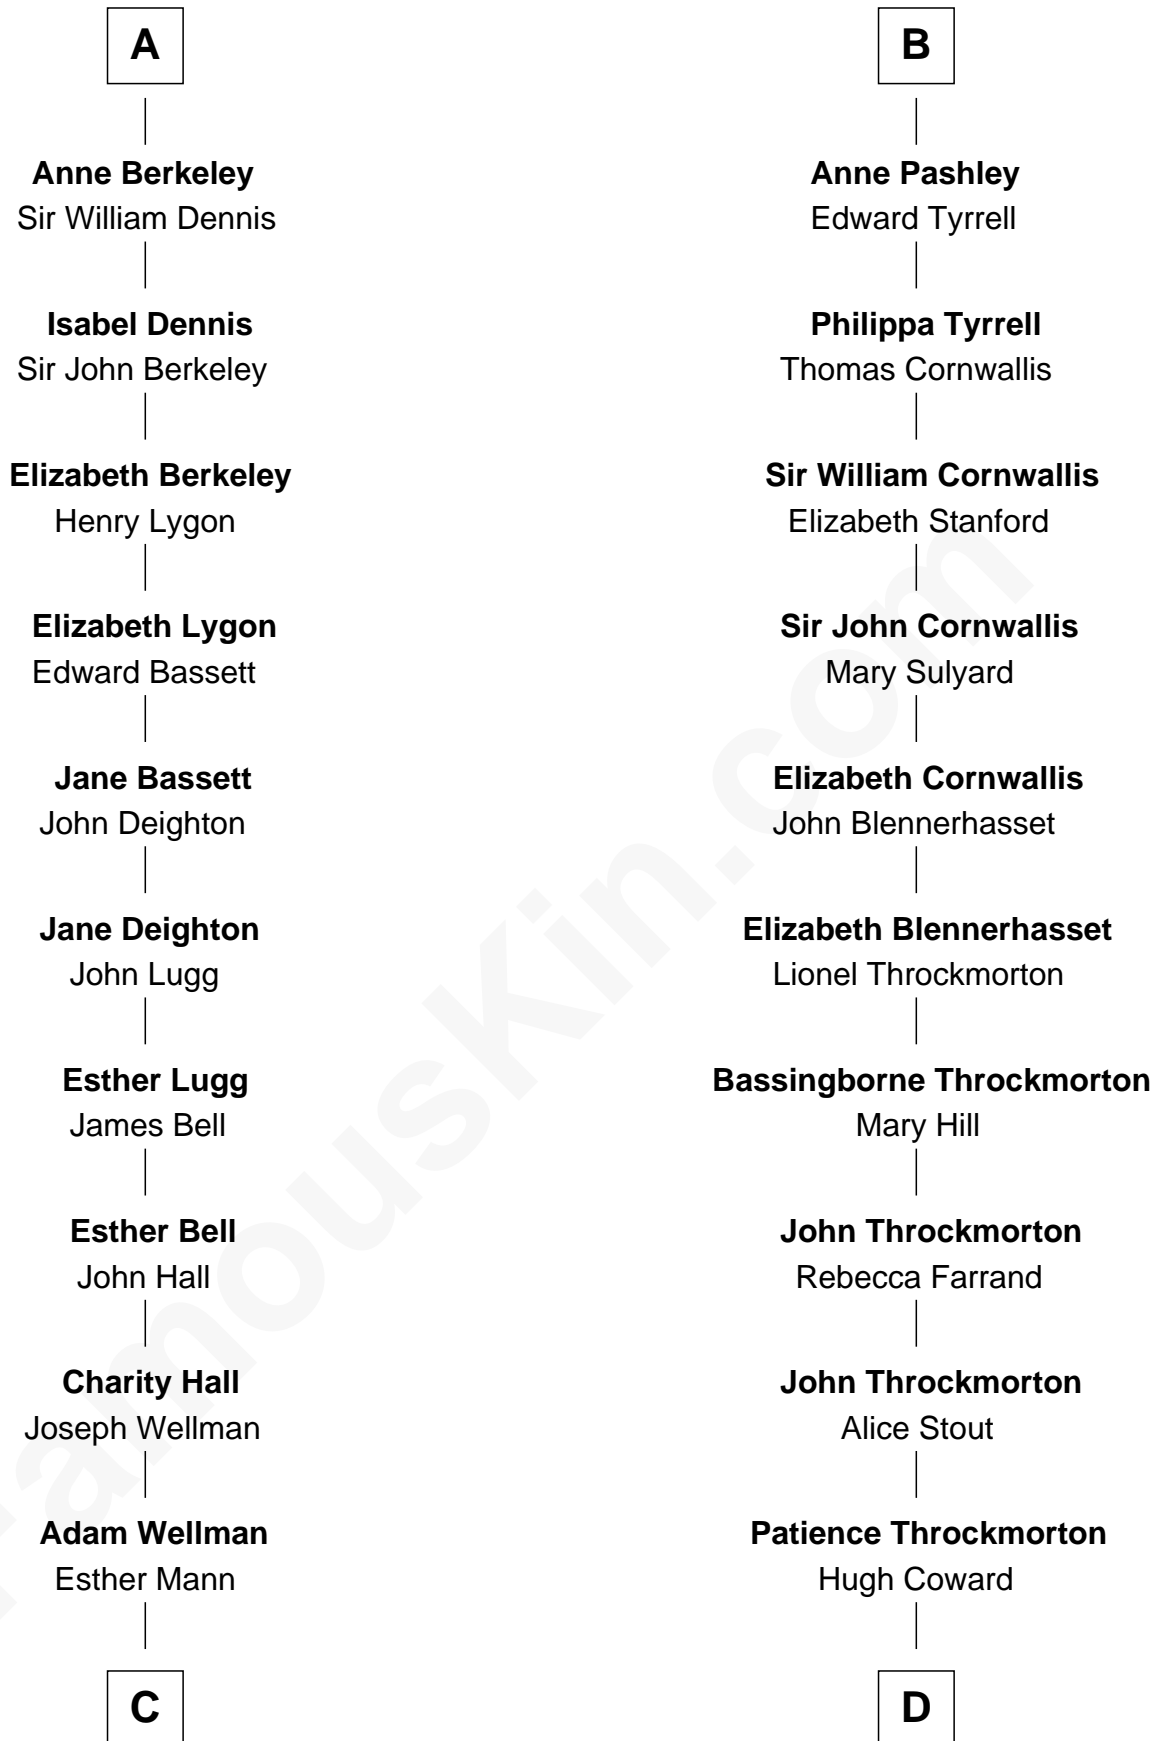 A
Anne Berkeley
Sir William Dennis
Isabel Dennis
Sir John Berkeley
Elizabeth Berkeley
Henry Lygon
Elizabeth Lygon
Edward Bassett
Jane Bassett
John Deighton
Jane Deighton
John Lugg
Esther Lugg
James Bell
Esther Bell
John Hall
Charity Hall
Joseph Wellman
Adam Wellman
Esther Mann
C
B
Anne Pashley
Edward Tyrrell
Philippa Tyrrell
Thomas Cornwallis
Sir William Cornwallis
Elizabeth Stanford
Sir John Cornwallis
Mary Sulyard
Elizabeth Cornwallis
John Blennerhasset
Elizabeth Blennerhasset
Lionel Throckmorton
Bassingborne Throckmorton
Mary Hill
John Throckmorton
Rebecca Farrand
John Throckmorton
Alice Stout
Patience Throckmorton
Hugh Coward
D
FamousKin.com